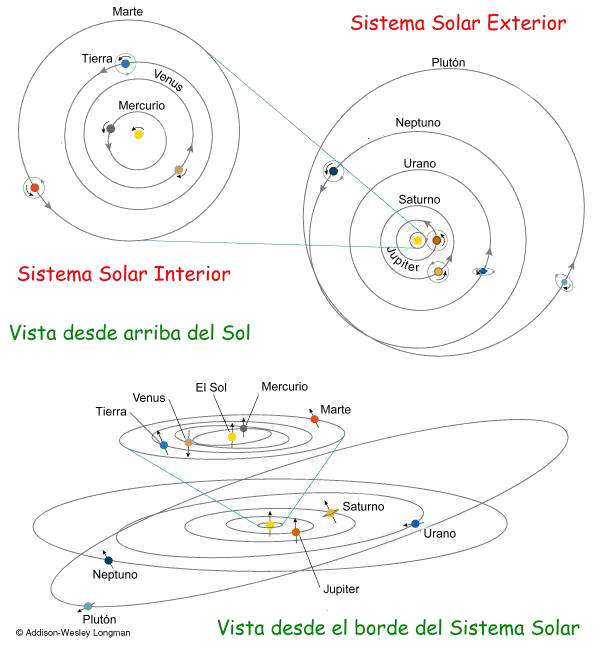 Marte
Sistema Solar Exterior
Tierra
Venus
Mercurio
Plutón
Neptuno
Urano
Saturno
Jupiter
Sistema Solar Interior
Vista desde arriba del Sol
El Sol
Mercurio
Venus
Tierra
Marte
Saturno
Urano
Neptuno
Jupiter
Plutón
© Addison-Wesley Longman
Vista desde el borde del Sistema Solar